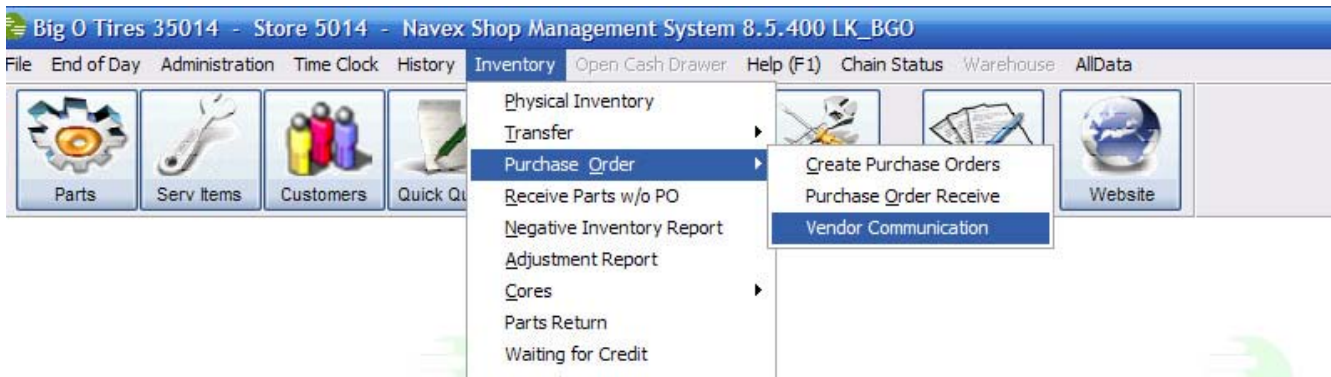 Big O Tires 35014 - Store 5014 - Navex Shop Management System 8.5.400 LK_BGO
File End of Day Administration Time Clock History Inventory Open Cash Drawer Help (F1) Chain Status Warehouse AllData
Parts Serv Items Customers Quick Qu Website
Physical Inventory
Transfer
Purchase Order
Receive Parts w/o PO
Negative Inventory Report
Adjustment Report
Cores
Parts Return
Waiting for Credit
Create Purchase Orders
Purchase Order Receive
Vendor Communication